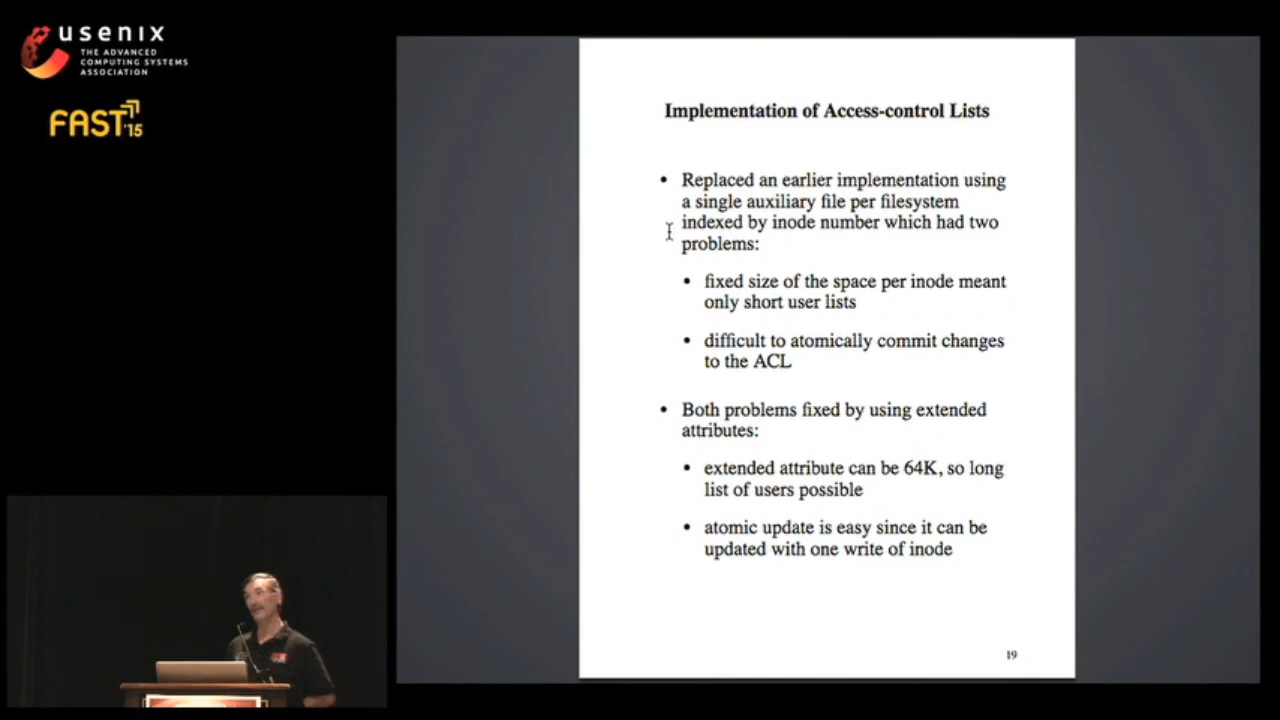 usenix
THE ADVANCED
COMPUTING SYSTEMS
ASSOCIATION
FAST '15
Implementation of Access-control Lists
• Replaced an earlier implementation using
a single auxiliary file per filesystem
indexed by inode number which had two
problems:
• fixed size of the space per inode meant
only short user lists
• difficult to atomically commit changes
to the ACL
• Both problems fixed by using extended
attributes:
• extended attribute can be 64K, so long
list of users possible
• atomic update is easy since it can be
updated with one write of inode
19